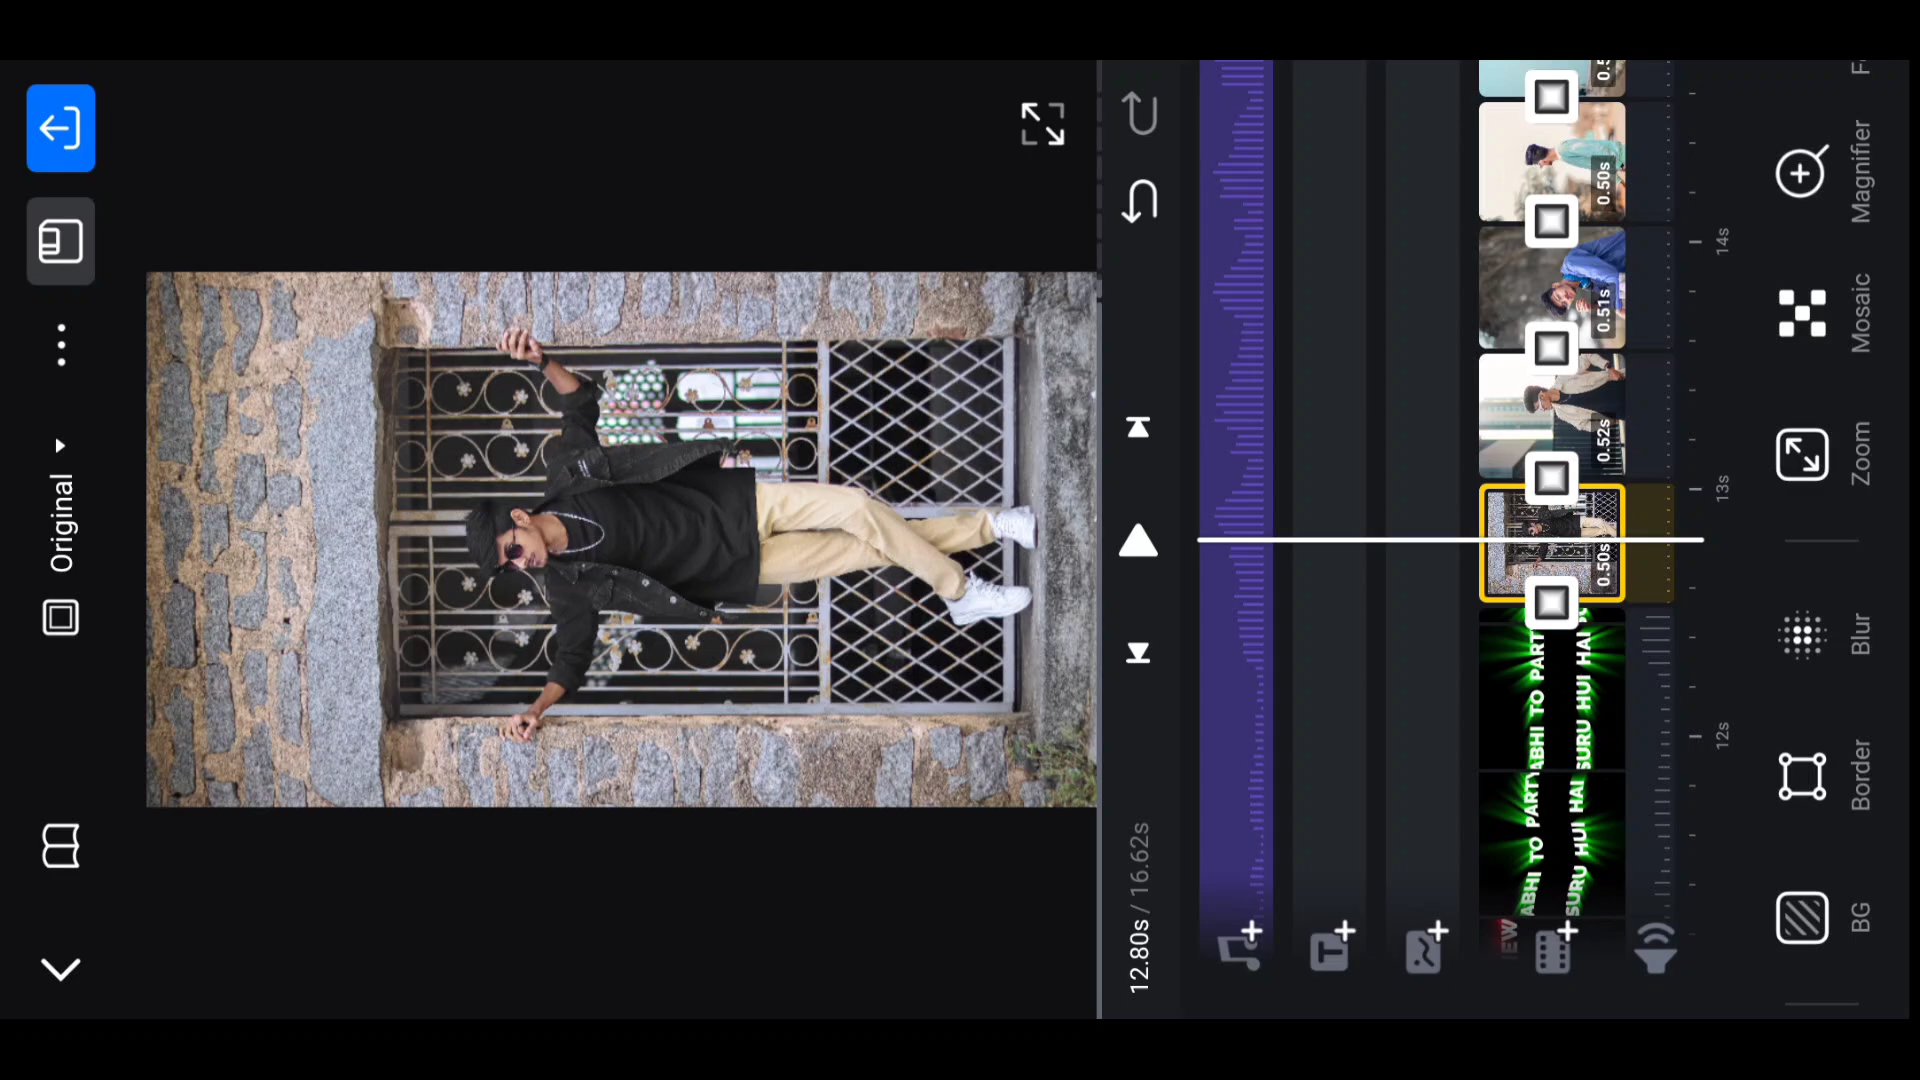 Original
12.80s / 16.62s
ABHI TO PARTY
SURU HUI HAI
ABHI TO PART
SURU HUI HAI
0.50s
0.52s
0.51s
0.50s
12s
13s
14s
BG
Border
Blur
Zoom
Mosaic
Magnifier